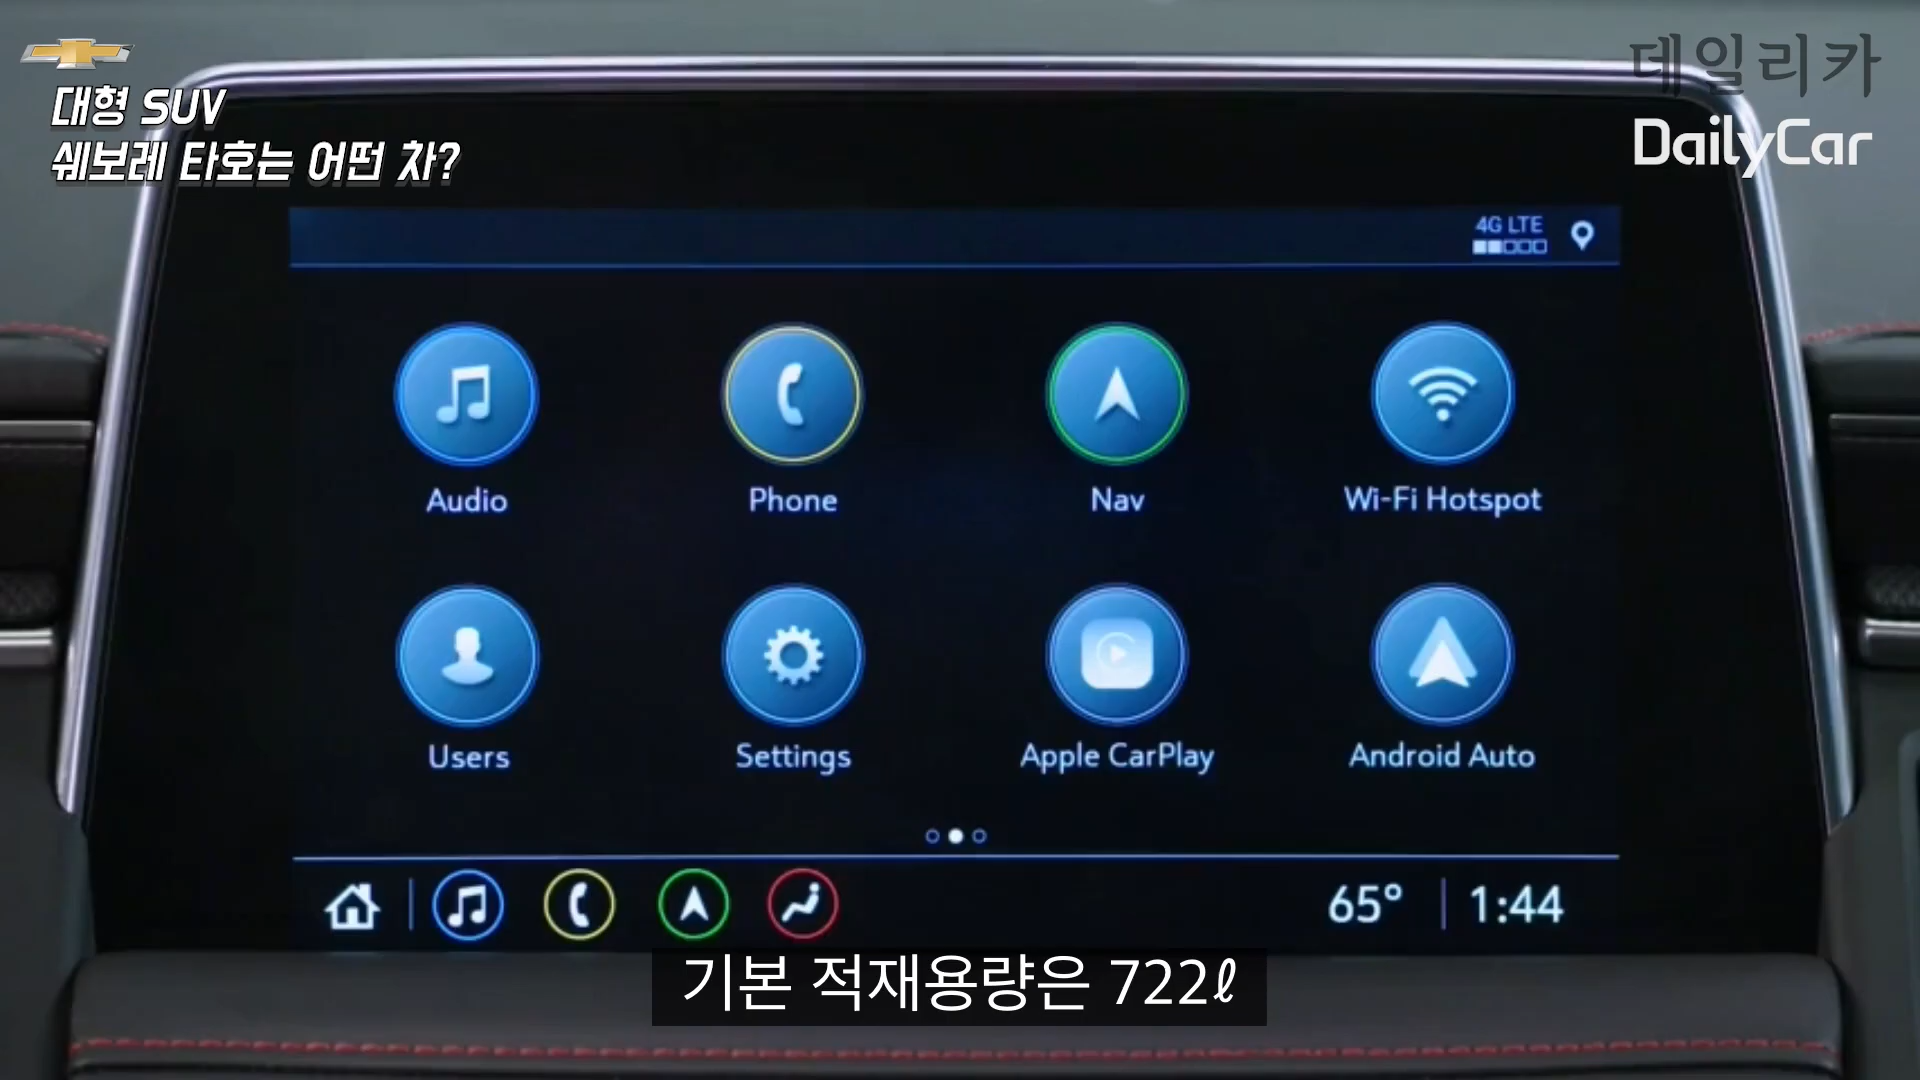 대형 SUV
쉐보레 타호는 어떤 차?
데일리카
DailyCar
4G LTE
Audio
Phone
Nav
Wi-Fi Hotspot
Users
Settings
Apple CarPlay
Android Auto
65°
1:44
기본 적재용량은 722ℓ